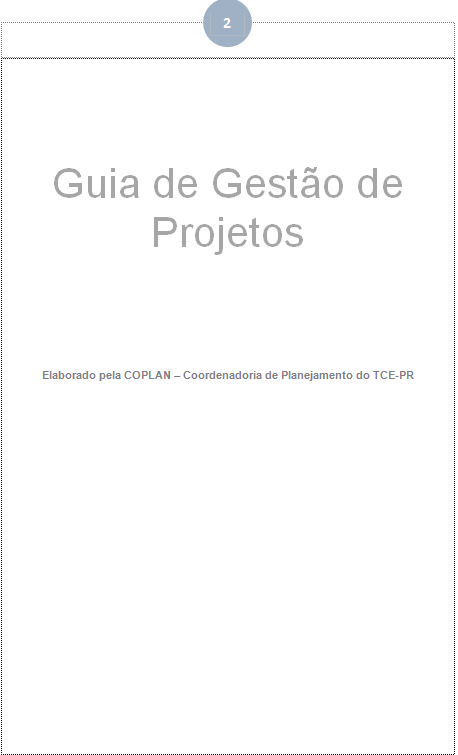 2
Guia de Gestão de
Projetos
Elaborado pela COPLAN – Coordenadoria de Planejamento do TCE-PR